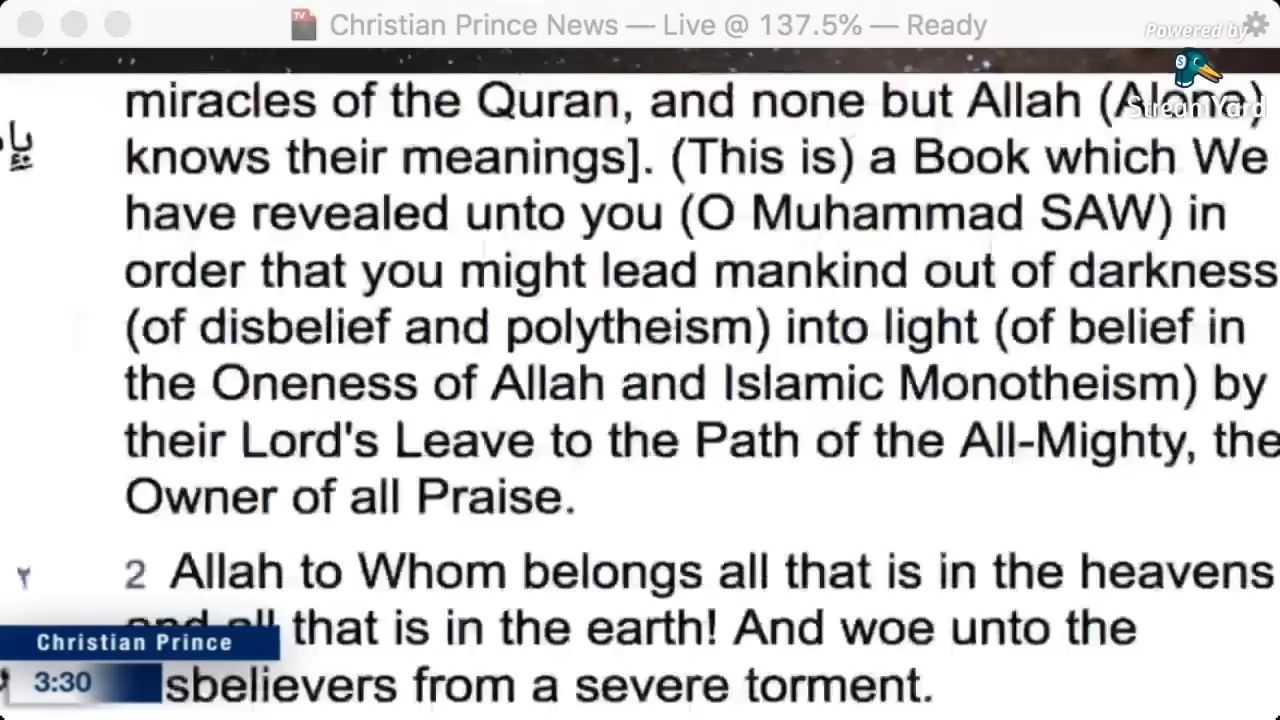 Christian Prince News — Live @ 137.5% — Ready
Powered by
StreamYard
miracles of the Quran, and none but Allah (Alone)
knows their meanings]. (This is) a Book which We
have revealed unto you (O Muhammad SAW) in
order that you might lead mankind out of darkness
(of disbelief and polytheism) into light (of belief in
the Oneness of Allah and Islamic Monotheism) by
their Lord's Leave to the Path of the All-Mighty, the
Owner of all Praise.
٢
2 Allah to Whom belongs all that is in the heavens
and all that is in the earth! And woe unto the
sbelievers from a severe torment.
Christian Prince
3:30